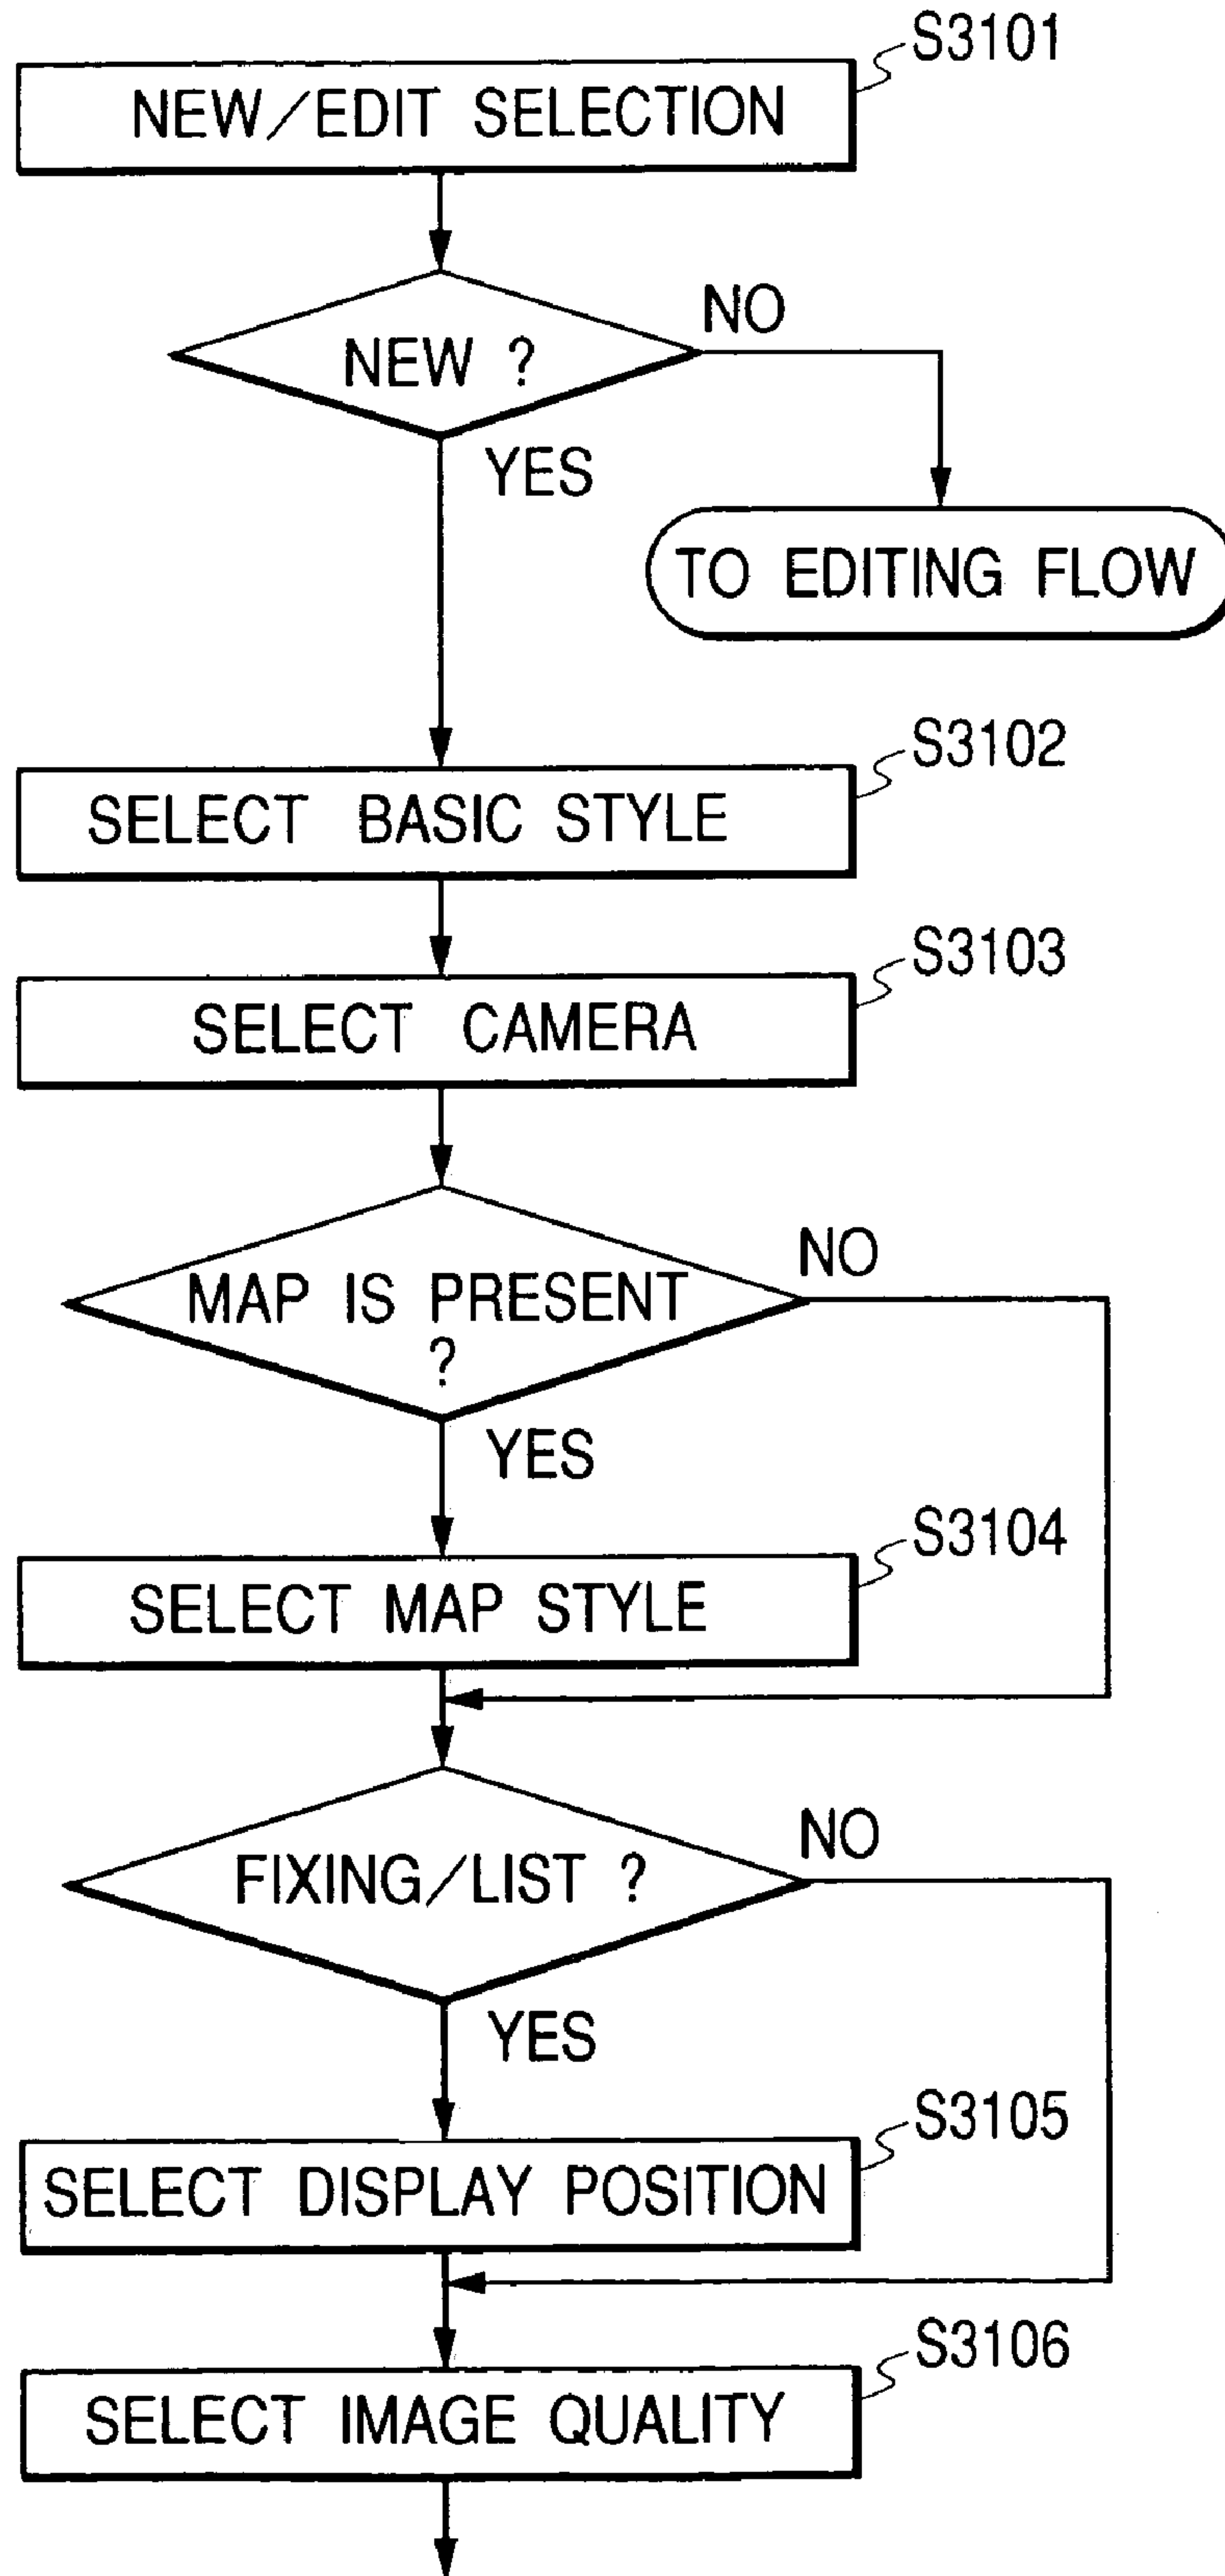 S3101
NEW/EDIT SELECTION
NEW ?
NO
YES
TO EDITING FLOW
S3102
SELECT BASIC STYLE
S3103
SELECT CAMERA
MAP IS PRESENT
?
NO
YES
S3104
SELECT MAP STYLE
FIXING/LIST ?
NO
YES
S3105
SELECT DISPLAY POSITION
S3106
SELECT IMAGE QUALITY